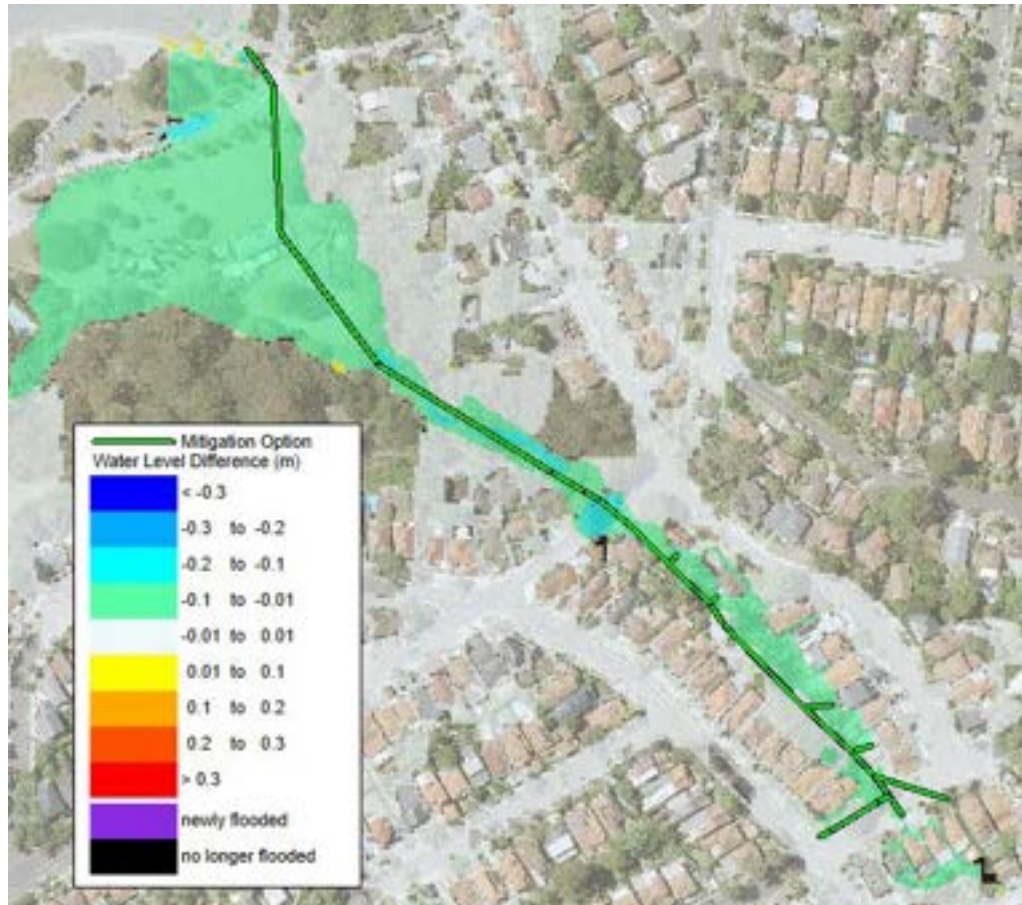 Mitigation Option
Water Level Difference (m)
< -0.3
-0.3 to -0.2
-0.2 to -0.1
-0.1 to -0.01
-0.01 to 0.01
0.01 to 0.1
0.1 to 0.2
0.2 to 0.3
> 0.3
newly flooded
no longer flooded